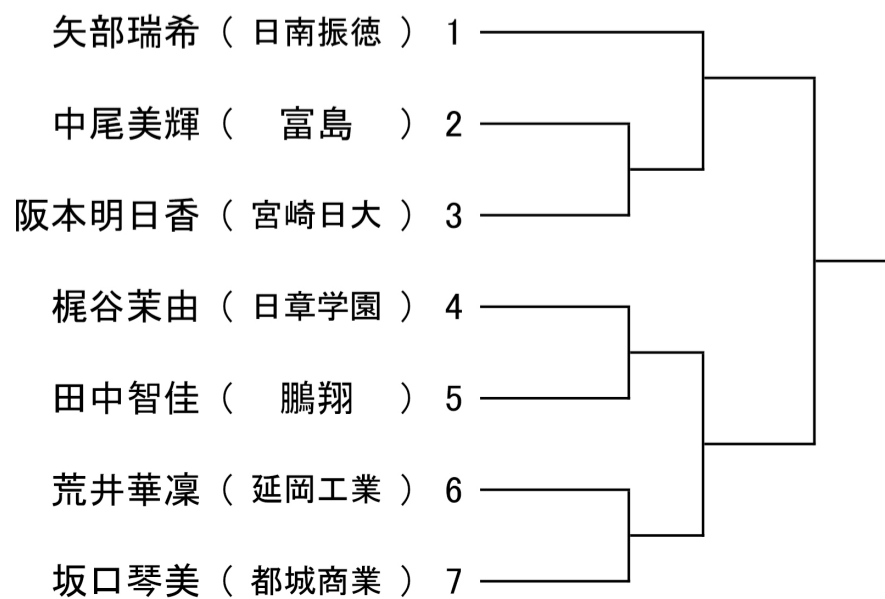 矢部瑞希（日南振徳）1
中尾美輝（富島）2
阪本明日香（宮崎日大）3
梶谷茉由（日章学園）4
田中智佳（鵬翔）5
荒井華凜（延岡工業）6
坂口琴美（都城商業）7